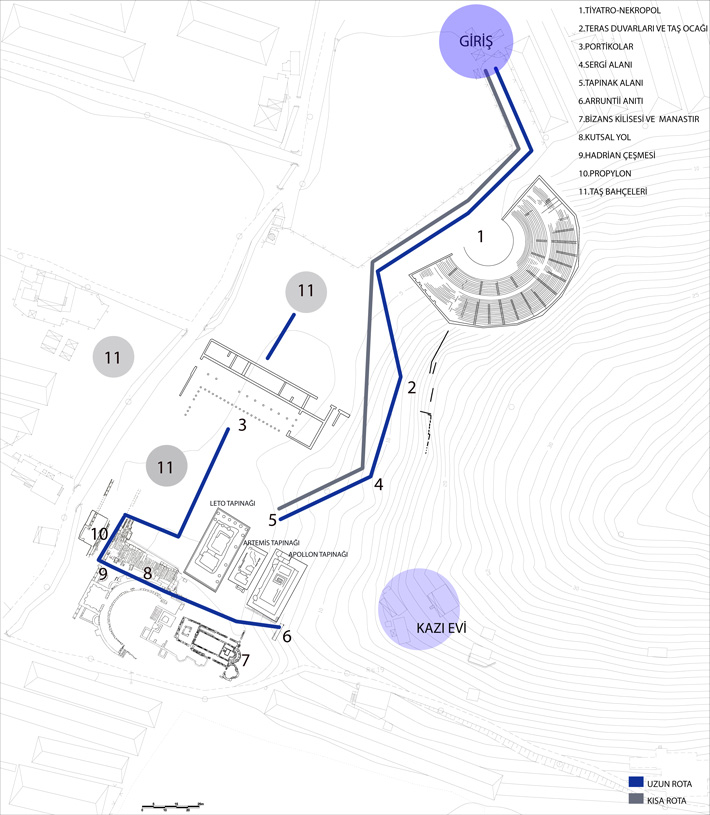 GİRİŞ
1.TİYATRO-NEKROPOL
2.TERAS DUVARLARI VE TAŞ OCAĞI
3.PORTİKOLAR
4.SERGİ ALANI
5.TAPINAK ALANI
6.ARRUNTII ANITI
7.BİZANS KİLİSESİ VE MANASTIR
8.KUTSAL YOL
9.HADRİAN ÇEŞMESİ
10.PROPYLON
11.TAŞ BAHÇELERİ
1
11
11
2
3
11
4
LETO TAPINAĞI
5
10
ARTEMİS TAPINAĞI
APOLLON TAPINAĞI
9
8
6
KAZI EVİ
7
UZUN ROTA
KISA ROTA